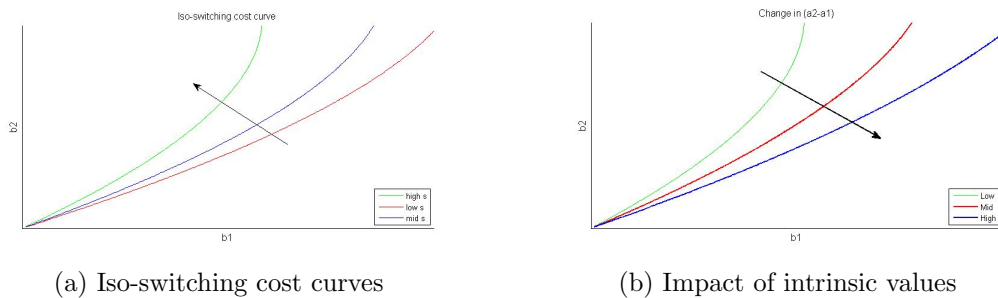 Iso-switching cost curve
b2
high s
low s
mid s
b1
(a) Iso-switching cost curves
Change in (a2-a1)
b2
Low
Mid
High
b1
(b) Impact of intrinsic values